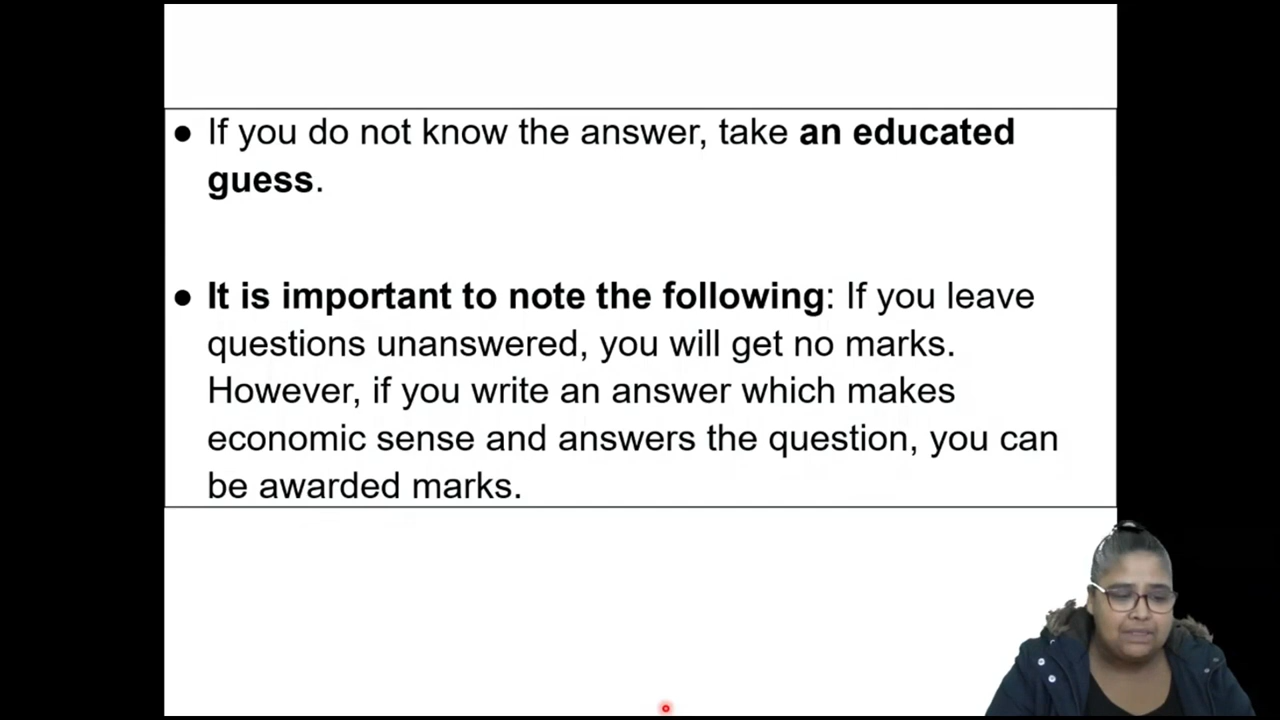 ● If you do not know the answer, take an educated
guess.
● It is important to note the following: If you leave
questions unanswered, you will get no marks.
However, if you write an answer which makes
economic sense and answers the question, you can
be awarded marks.